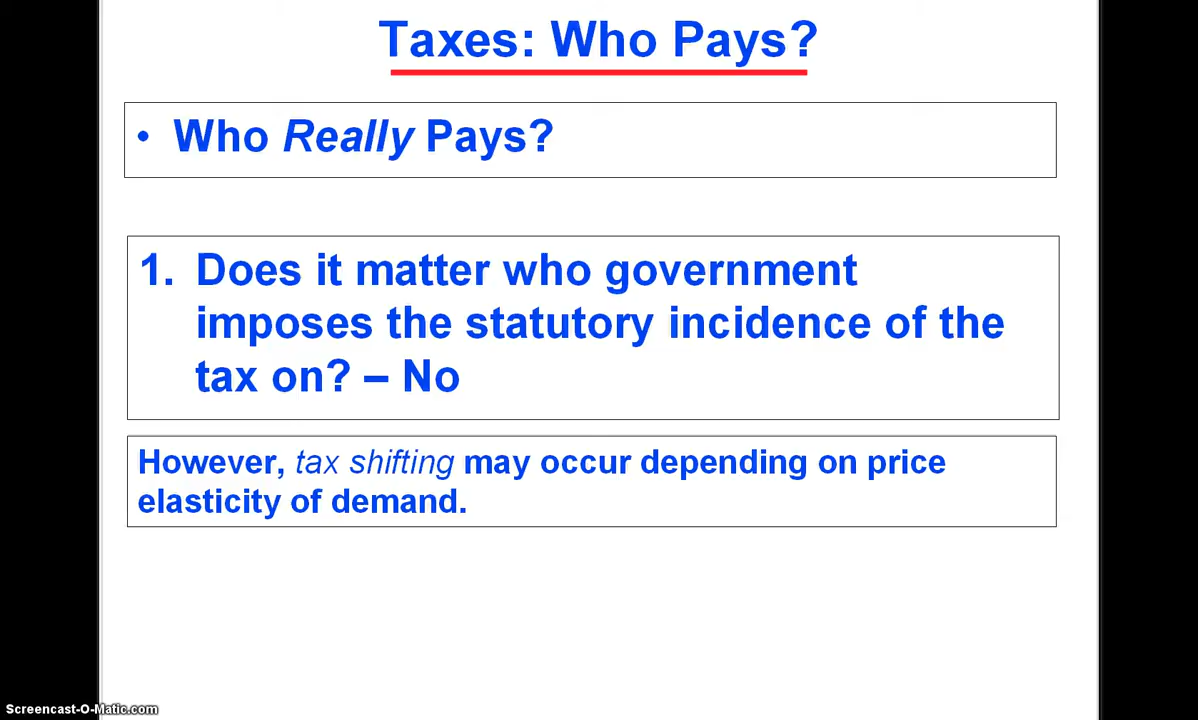 Taxes: Who Pays?
• Who Really Pays?
1. Does it matter who government
imposes the statutory incidence of the
tax on? – No
However, tax shifting may occur depending on price
elasticity of demand.
Screencast-O-Matic.com